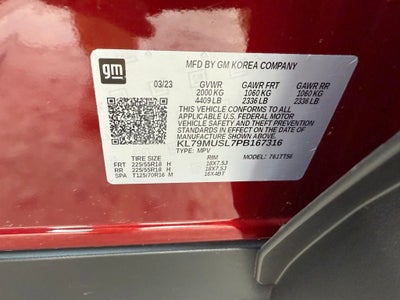 gm
MFD BY GM KOREA COMPANY
03/23 GVWR GAWR FRT GAWR RR
2000 KG 1060 KG 1060 KG
4409 LB 2336 LB 2336 LB
THIS VEHICLE CONFORMS TO ALL
APPLICABLE U.S. FEDERAL MOTOR
VEHICLE SAFETY AND THEFT PREVENTION
STANDARDS IN EFFECT ON THE DATE OF
MANUFACTURE SHOWN ABOVE.
KL79MUSL7PB167316
TYPE: MPV
TIRE SIZE RIM MODEL: 7617756
FRT 225/55R18 H 18X7.5J
RR 225/55R18 H 18X7.5J
SPA T125/70R16 M 16X4BT